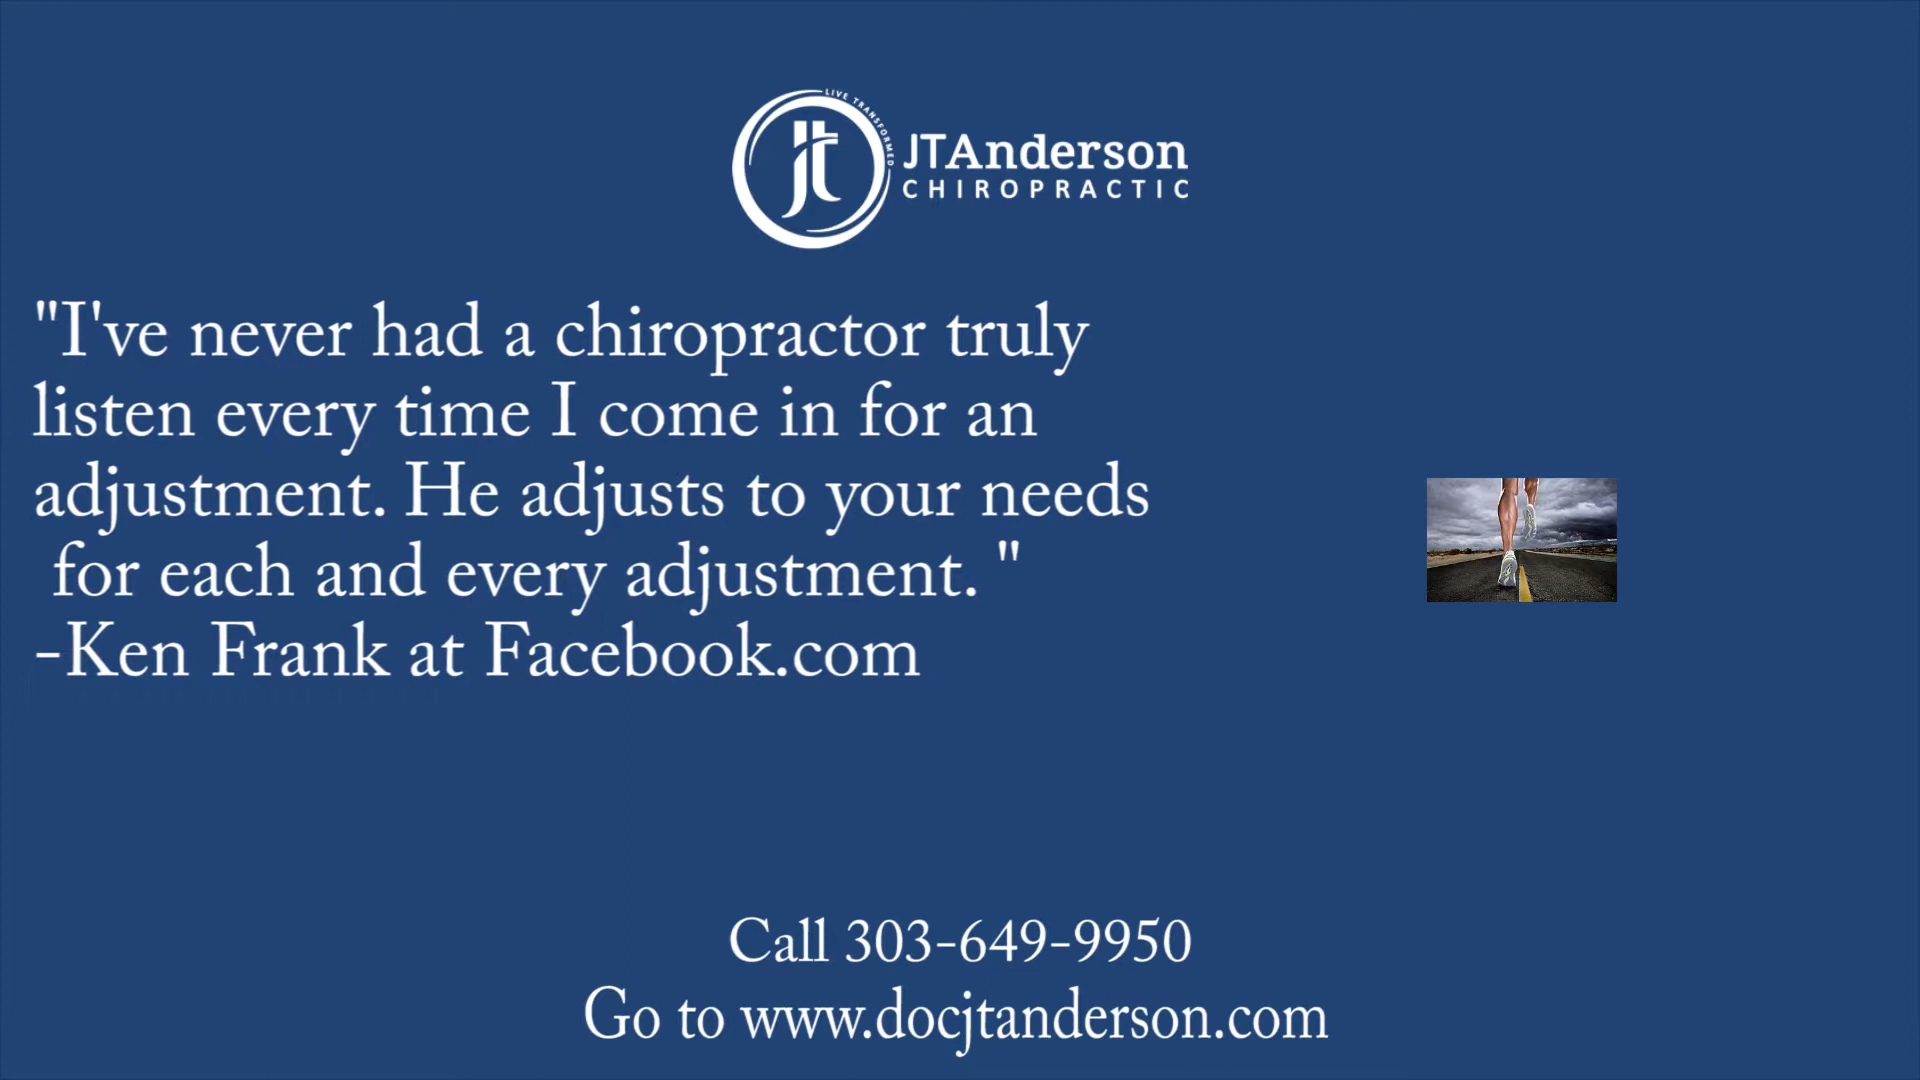 LIVE TRANSFORMED
jt
JTAnderson
CHIROPRACTIC
"I've never had a chiropractor truly
listen every time I come in for an
adjustment. He adjusts to your needs
for each and every adjustment. "
-Ken Frank at Facebook.com
Call 303-649-9950
Go to www.docjtanderson.com